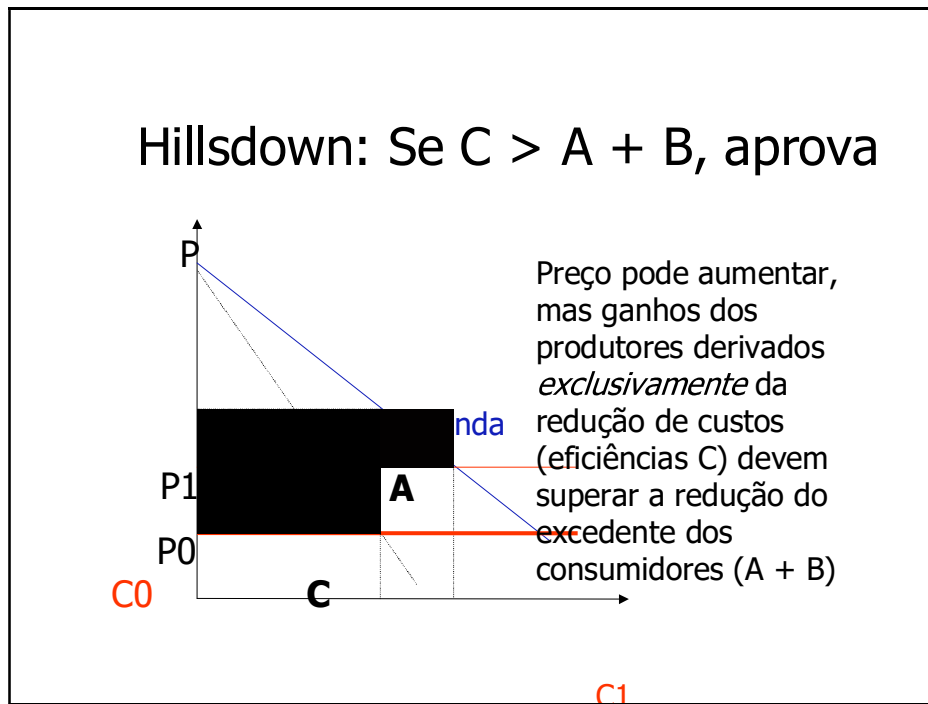 Hillsdown: Se C > A + B, aprova
P
Preço pode aumentar,
mas ganhos dos
produtores derivados
exclusivamente da
redução de custos
(eficiências C) devem
superar a redução do
excedente dos
consumidores (A + B)
nda
P1
A
P0
C0
C
C1